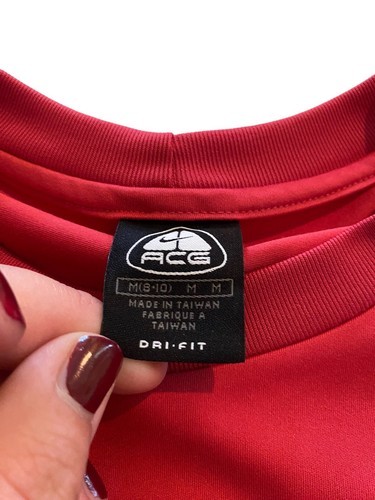 ACG
M(8-10) M M
MADE IN TAIWAN
FABRIQUE A
TAIWAN
DRI-FIT